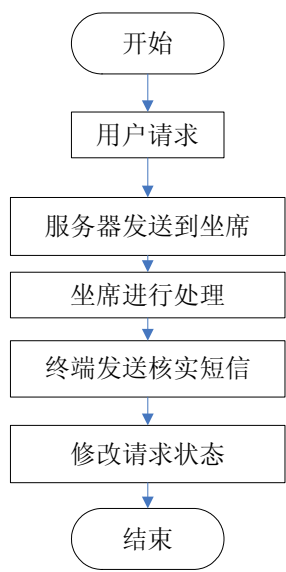 开始
用户请求
服务器发送到坐席
坐席进行处理
终端发送核实短信
修改请求状态
结束